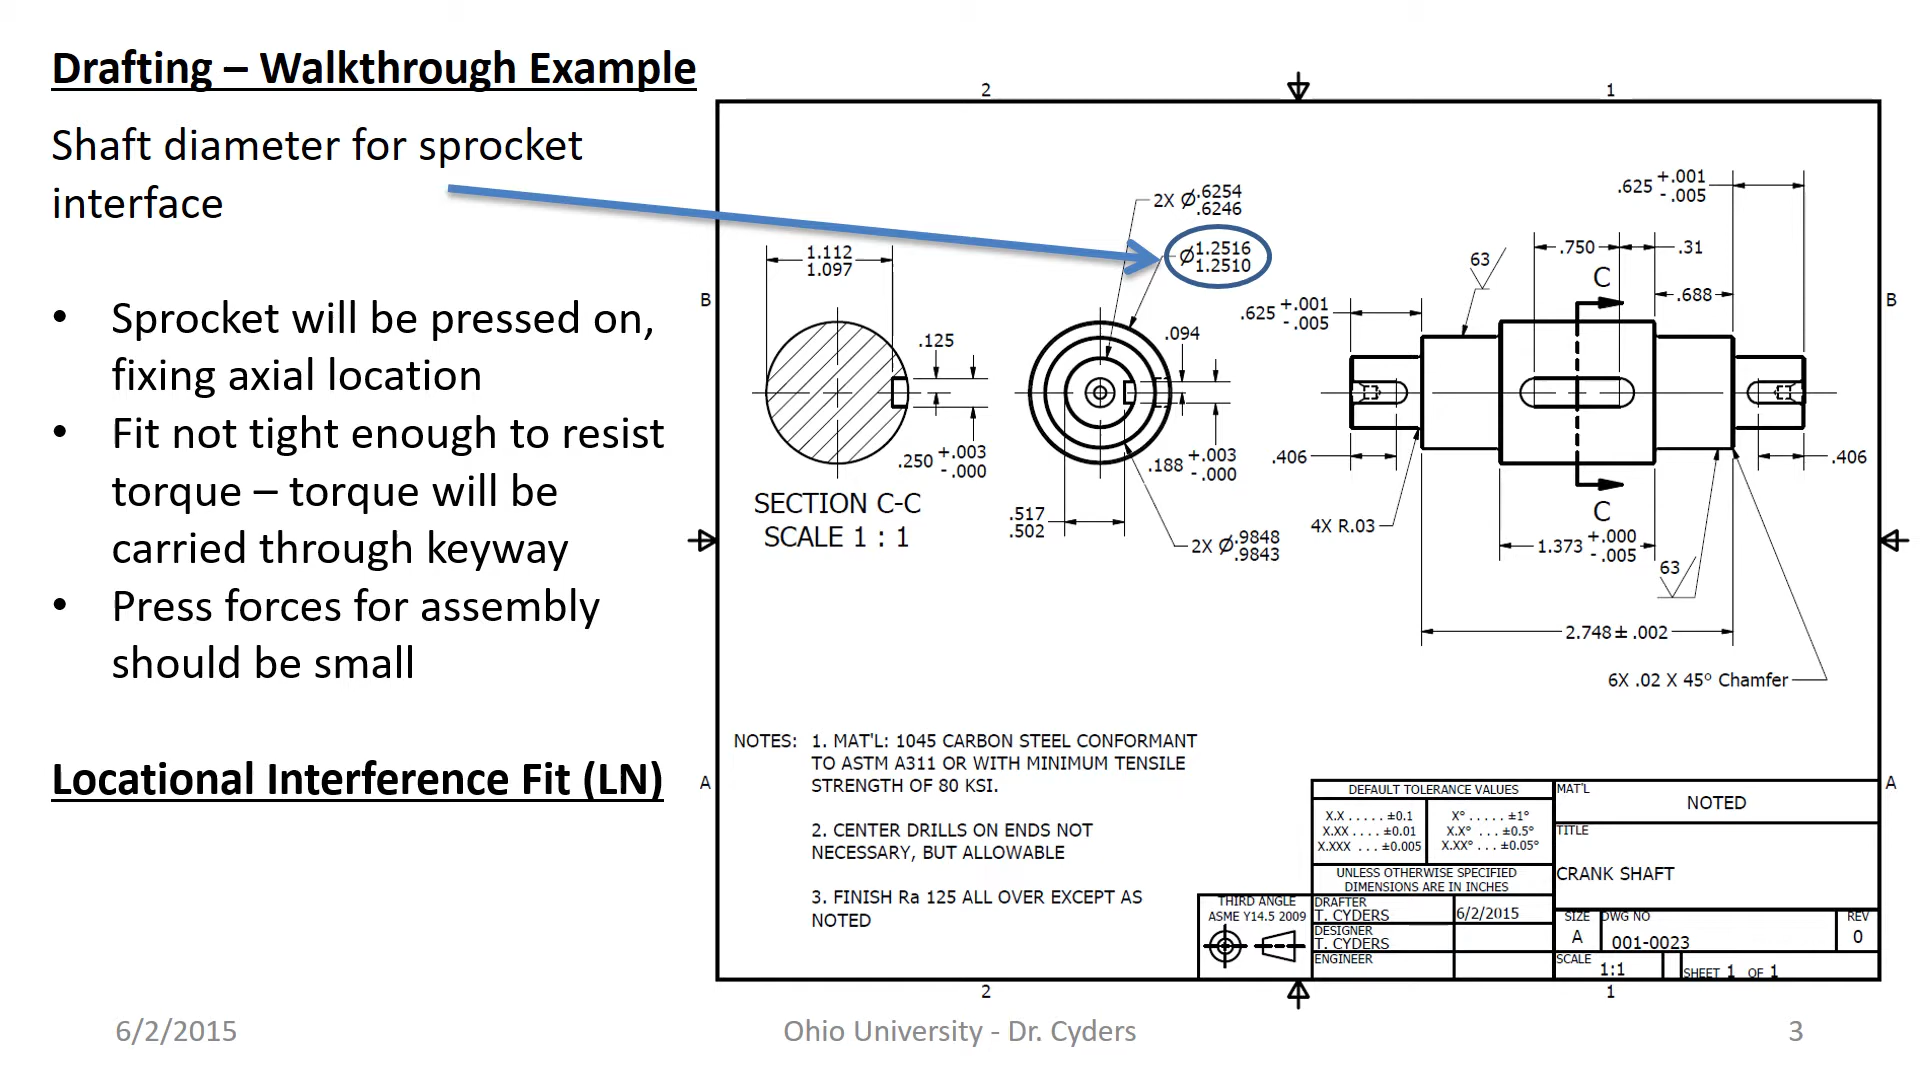 Drafting – Walkthrough Example
Shaft diameter for sprocket
interface
• Sprocket will be pressed on,
fixing axial location
• Fit not tight enough to resist
torque – torque will be
carried through keyway
• Press forces for assembly
should be small
Locational Interference Fit (LN)
2
1
B
B
A
A
2X Ø.6254
.6246
Ø1.2516
1.2510
1.112
1.097
.125
.250 +.003
-.000
SECTION C-C
SCALE 1 : 1
.094
.188 +.003
-.000
.517
.502
2X Ø.9848
.9843
.625 +.001
-.005
.625 +.001
-.005
63
.750
.31
C
.688
.406
.406
4X R.03
C
1.373 +.000
-.005
63
2.748± .002
6X .02 X 45° Chamfer
NOTES: 1. MAT'L: 1045 CARBON STEEL CONFORMANT
TO ASTM A311 OR WITH MINIMUM TENSILE
STRENGTH OF 80 KSI.
2. CENTER DRILLS ON ENDS NOT
NECESSARY, BUT ALLOWABLE
3. FINISH Ra 125 ALL OVER EXCEPT AS
NOTED
DEFAULT TOLERANCE VALUES
X.X ..... ±0.1
X.XX .... ±0.01
X.XXX ... ±0.005
X° ..... ±1°
X.X° ... ±0.5°
X.XX° ... ±0.05°
UNLESS OTHERWISE SPECIFIED
DIMENSIONS ARE IN INCHES
THIRD ANGLE
ASME Y14.5 2009
DRAFTER
T. CYDERS
6/2/2015
DESIGNER
T. CYDERS
ENGINEER
MAT'L
NOTED
TITLE
CRANK SHAFT
SIZE
A
DWG NO
001-0023
REV
0
SCALE
1:1
SHEET 1 OF 1
2
1
6/2/2015
Ohio University - Dr. Cyders
3